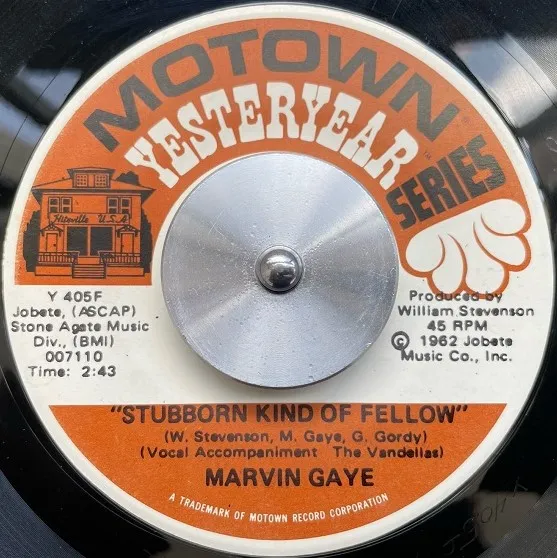 MOTOWN®
YESTERYEAR™
SERIES
Hitsville U.S.A
Y 405F
Jobete, (ASCAP)
Stone Agate Music
Div., (BMI)
007110
Time: 2:43
Produced by
William Stevenson
45 RPM
© 1962 Jobete
Music Co., Inc.
"STUBBORN KIND OF FELLOW"
(W. Stevenson, M. Gaye, G. Gordy)
(Vocal Accompaniment The Vandellas)
MARVIN GAYE
A TRADEMARK OF MOTOWN RECORD CORPORATION